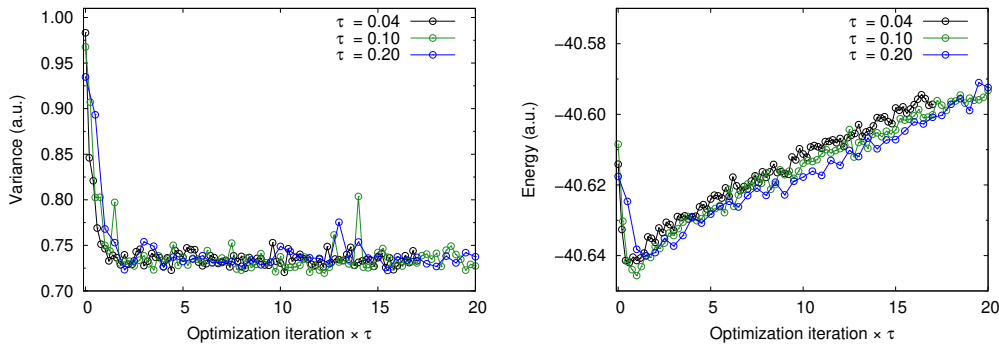 1.00
0.95
0.90
0.85
0.80
0.75
0.70
Variance (a.u.)
0 5 10 15 20
Optimization iteration × τ
τ = 0.04
τ = 0.10
τ = 0.20
−40.58
−40.60
−40.62
−40.64
Energy (a.u.)
0 5 10 15 20
Optimization iteration × τ
τ = 0.04
τ = 0.10
τ = 0.20